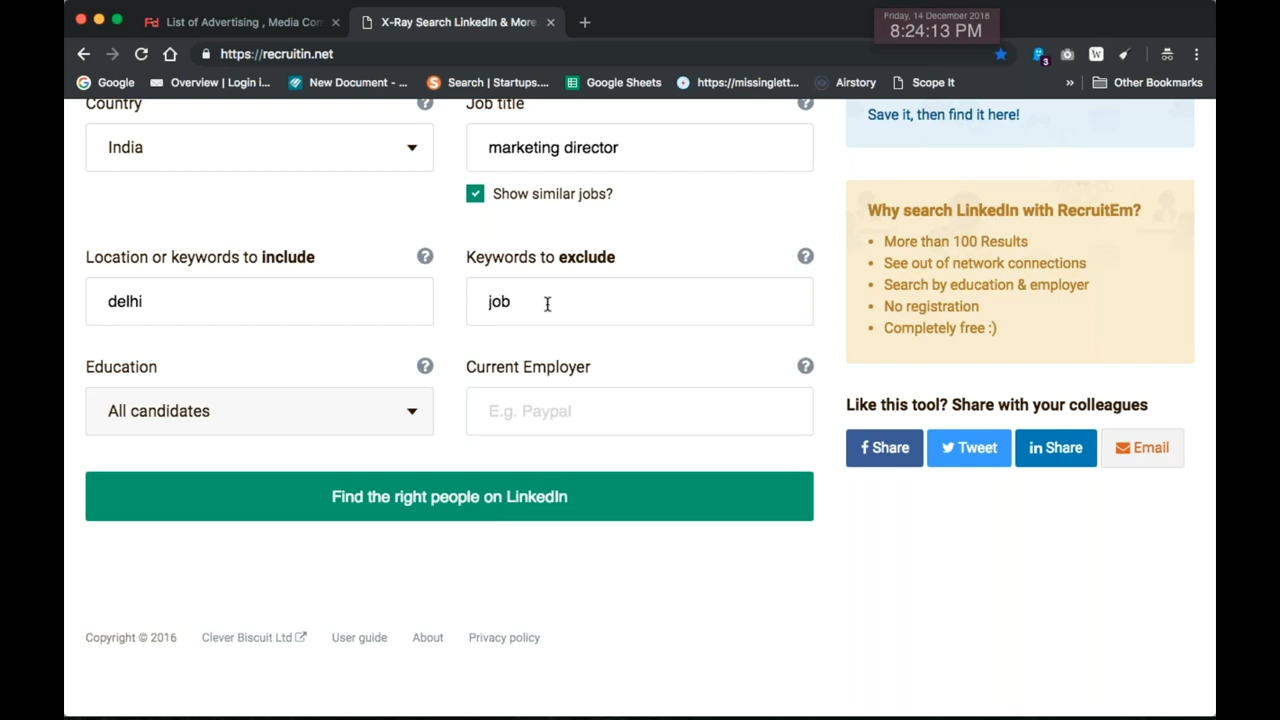 Friday, 14 December 2018
8:24:13 PM
List of Advertising , Media Com
X-Ray Search LinkedIn & More.
https://recruitin.net
3
W
Google
Overview | Login i...
New Document - ...
Search | Startups....
Google Sheets
https://missinglett...
Airstory
Scope It
»
Other Bookmarks
Country
Job title
India
marketing director
Show similar jobs?
Location or keywords to include
Keywords to exclude
delhi
job
Education
Current Employer
All candidates
E.g. Paypal
Find the right people on LinkedIn
Save it, then find it here!
Why search LinkedIn with RecruitEm?
• More than 100 Results
• See out of network connections
• Search by education & employer
• No registration
• Completely free :)
Like this tool? Share with your colleagues
f Share
Tweet
in Share
Email
Copyright © 2016
Clever Biscuit Ltd
User guide
About
Privacy policy